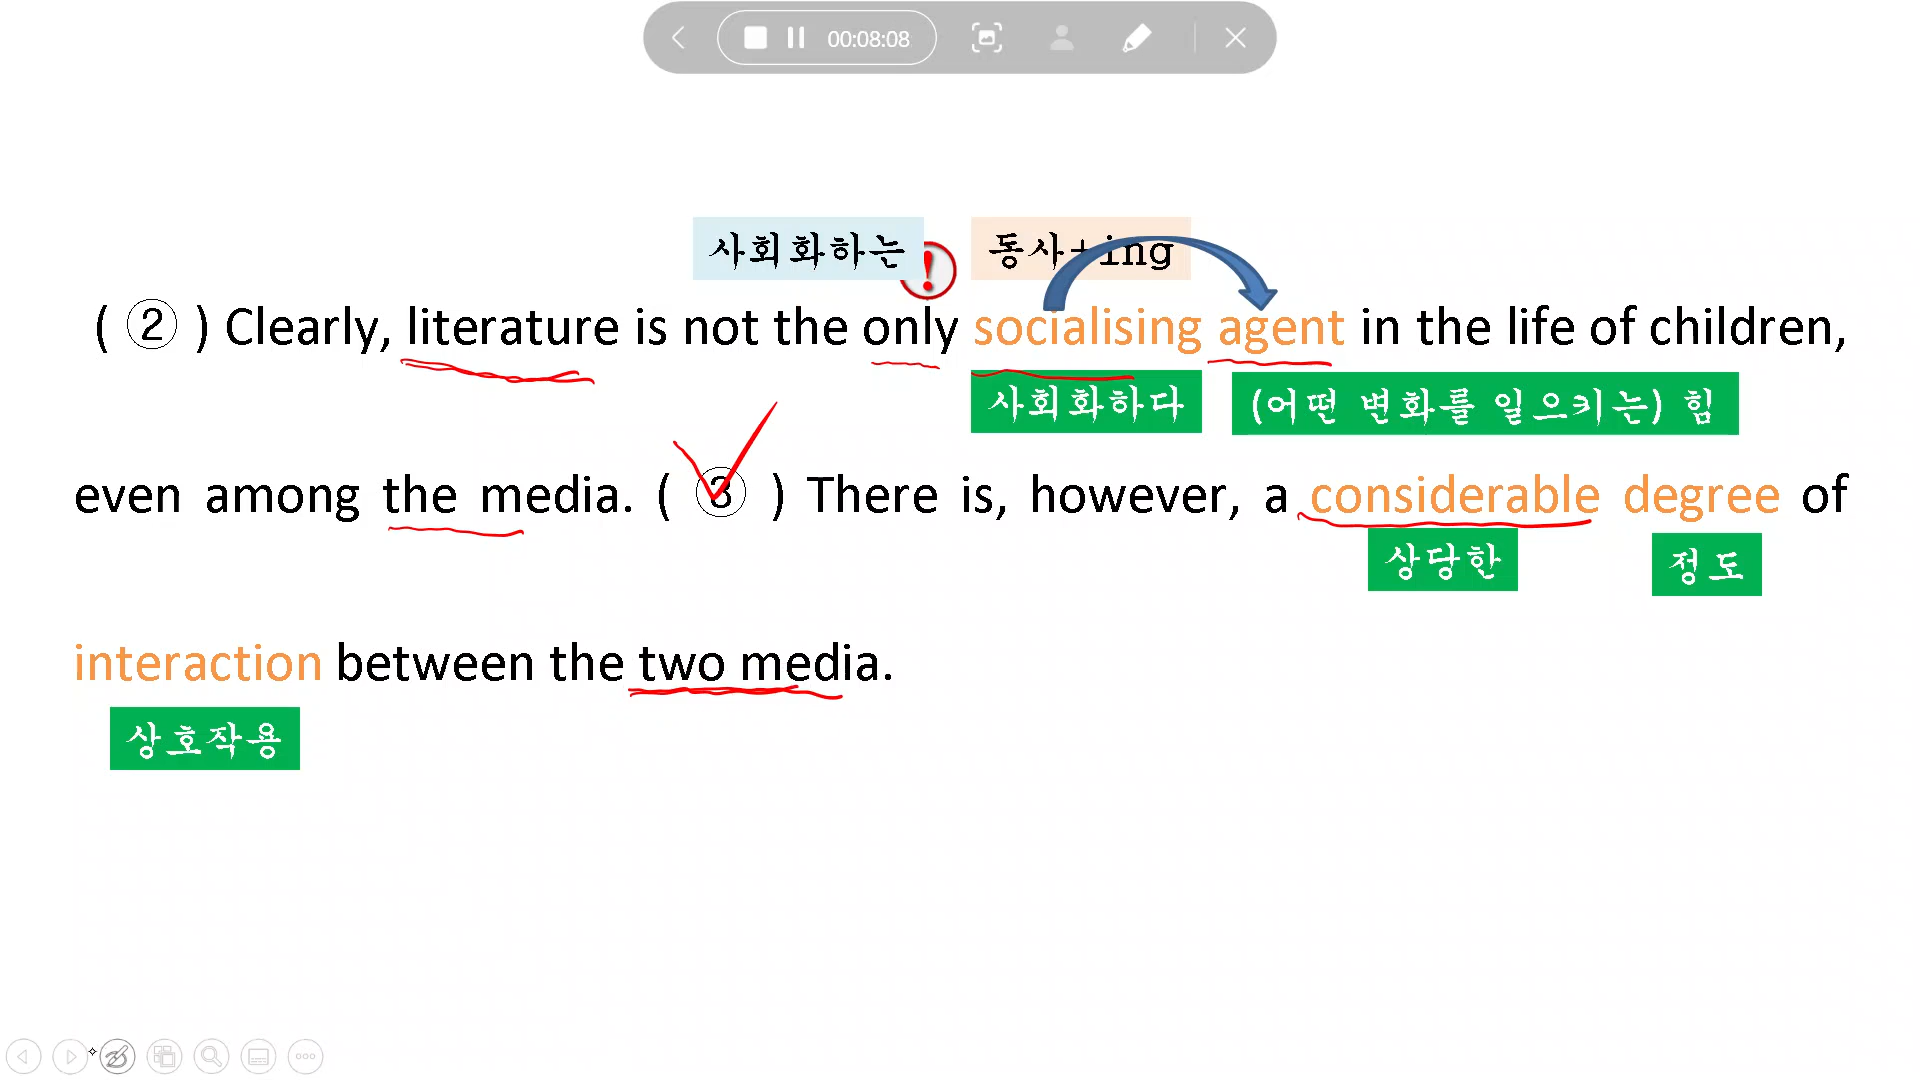 00:08:08
사회화하는 동사+ing
( ② ) Clearly, literature is not the only socialising agent in the life of children,
사회화하다 (어떤 변화를 일으키는) 힘
even among the media. ( ③ ) There is, however, a considerable degree of
상당한 정도
interaction between the two media.
상호작용